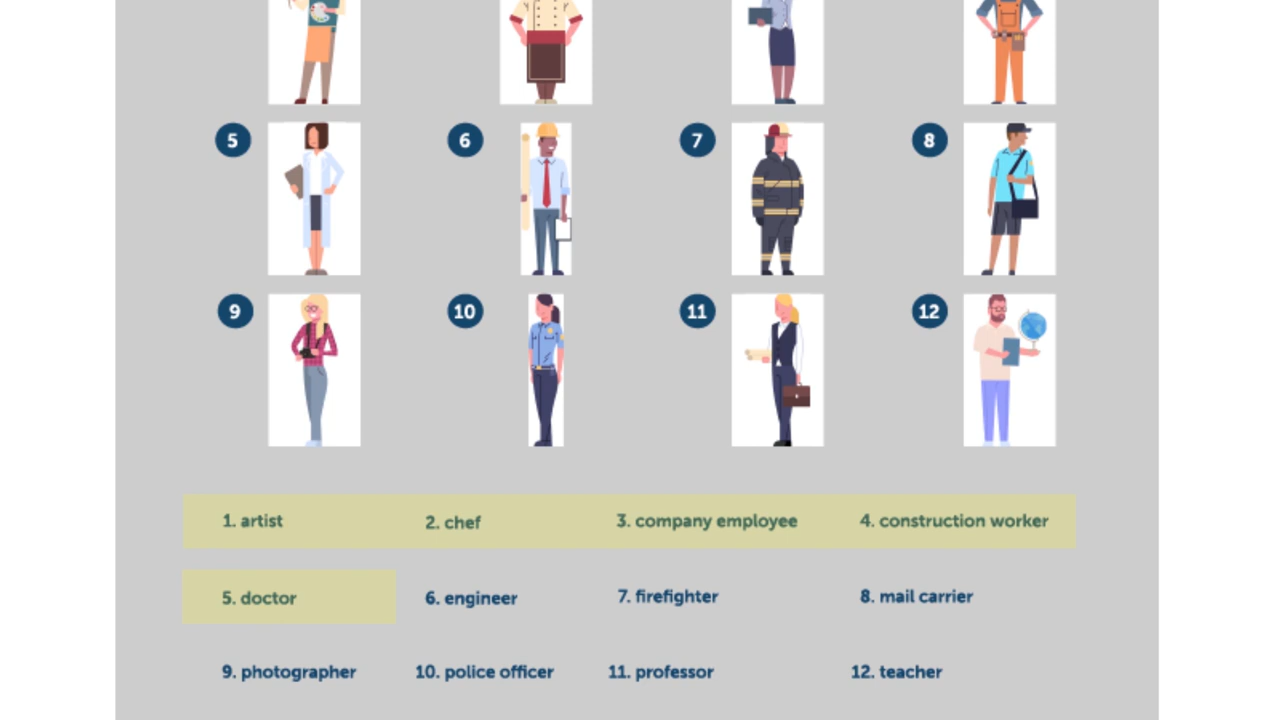 5 6 7 8
9 10 11 12
1. artist 2. chef 3. company employee 4. construction worker
5. doctor 6. engineer 7. firefighter 8. mail carrier
9. photographer 10. police officer 11. professor 12. teacher